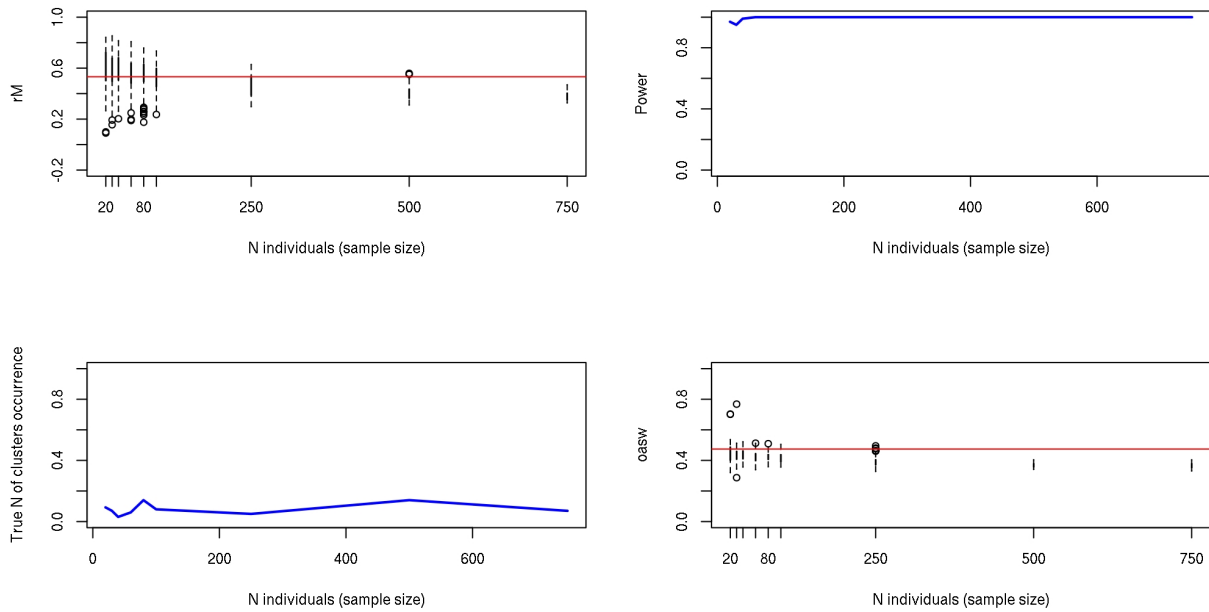 rM
1.0
0.6
0.2
-0.2
20 80 250 500 750
N individuals (sample size)
Power
0.8
0.4
0.0
0 200 400 600
N individuals (sample size)
True N of clusters occurrence
0.8
0.4
0.0
0 200 400 600
N individuals (sample size)
oasw
0.8
0.4
0.0
20 80 250 500 750
N individuals (sample size)